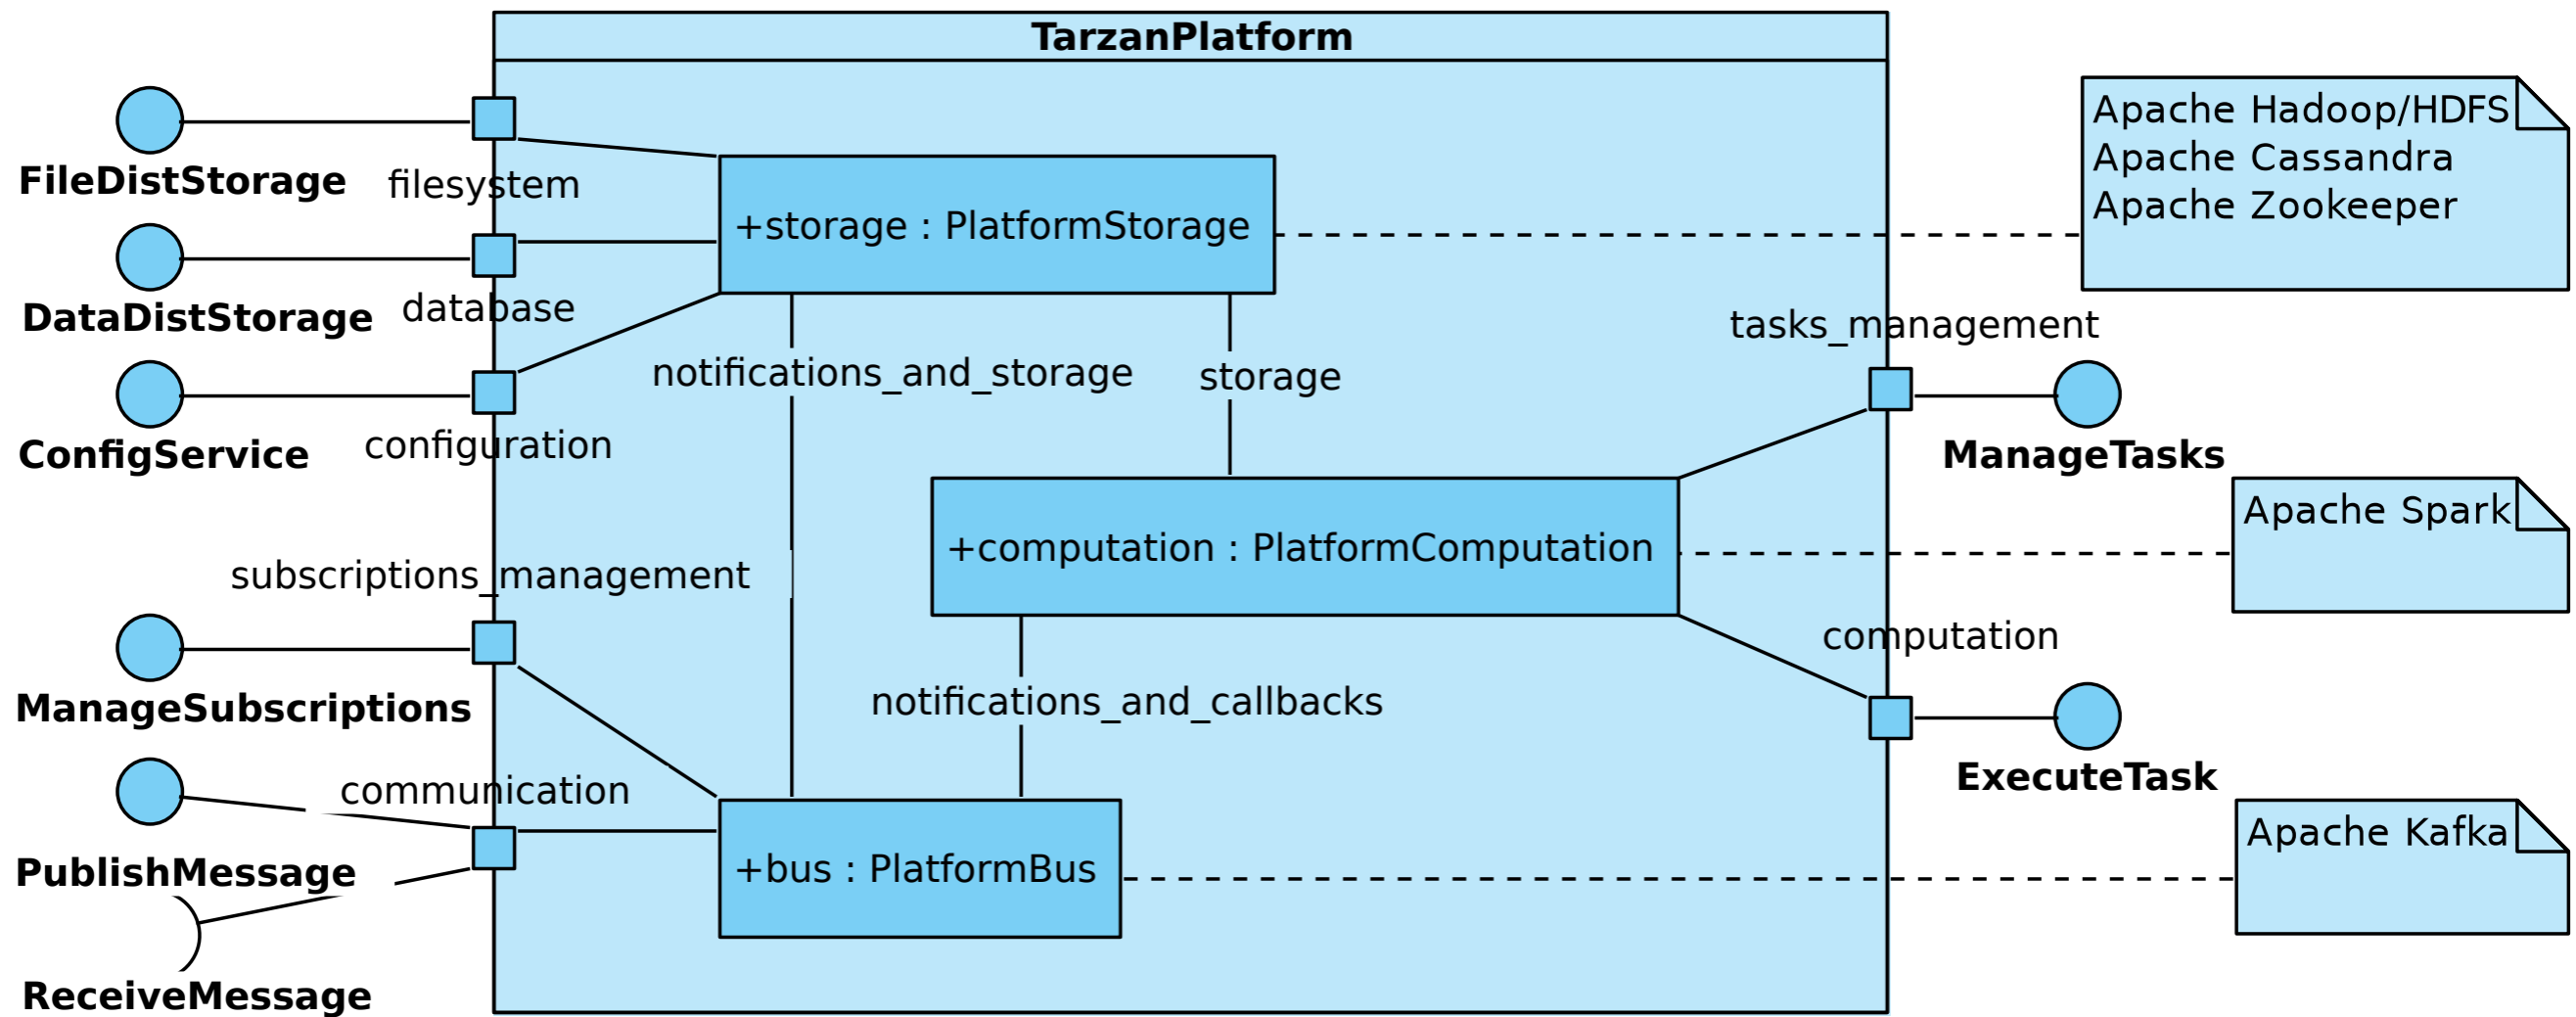 TarzanPlatform
FileDistStorage
filesystem
DataDistStorage
database
ConfigService
configuration
+storage : PlatformStorage
Apache Hadoop/HDFS
Apache Cassandra
Apache Zookeeper
notifications_and_storage
storage
tasks_management
ManageTasks
+computation : PlatformComputation
Apache Spark
subscriptions_management
ManageSubscriptions
computation
ExecuteTask
notifications_and_callbacks
communication
PublishMessage
ReceiveMessage
+bus : PlatformBus
Apache Kafka